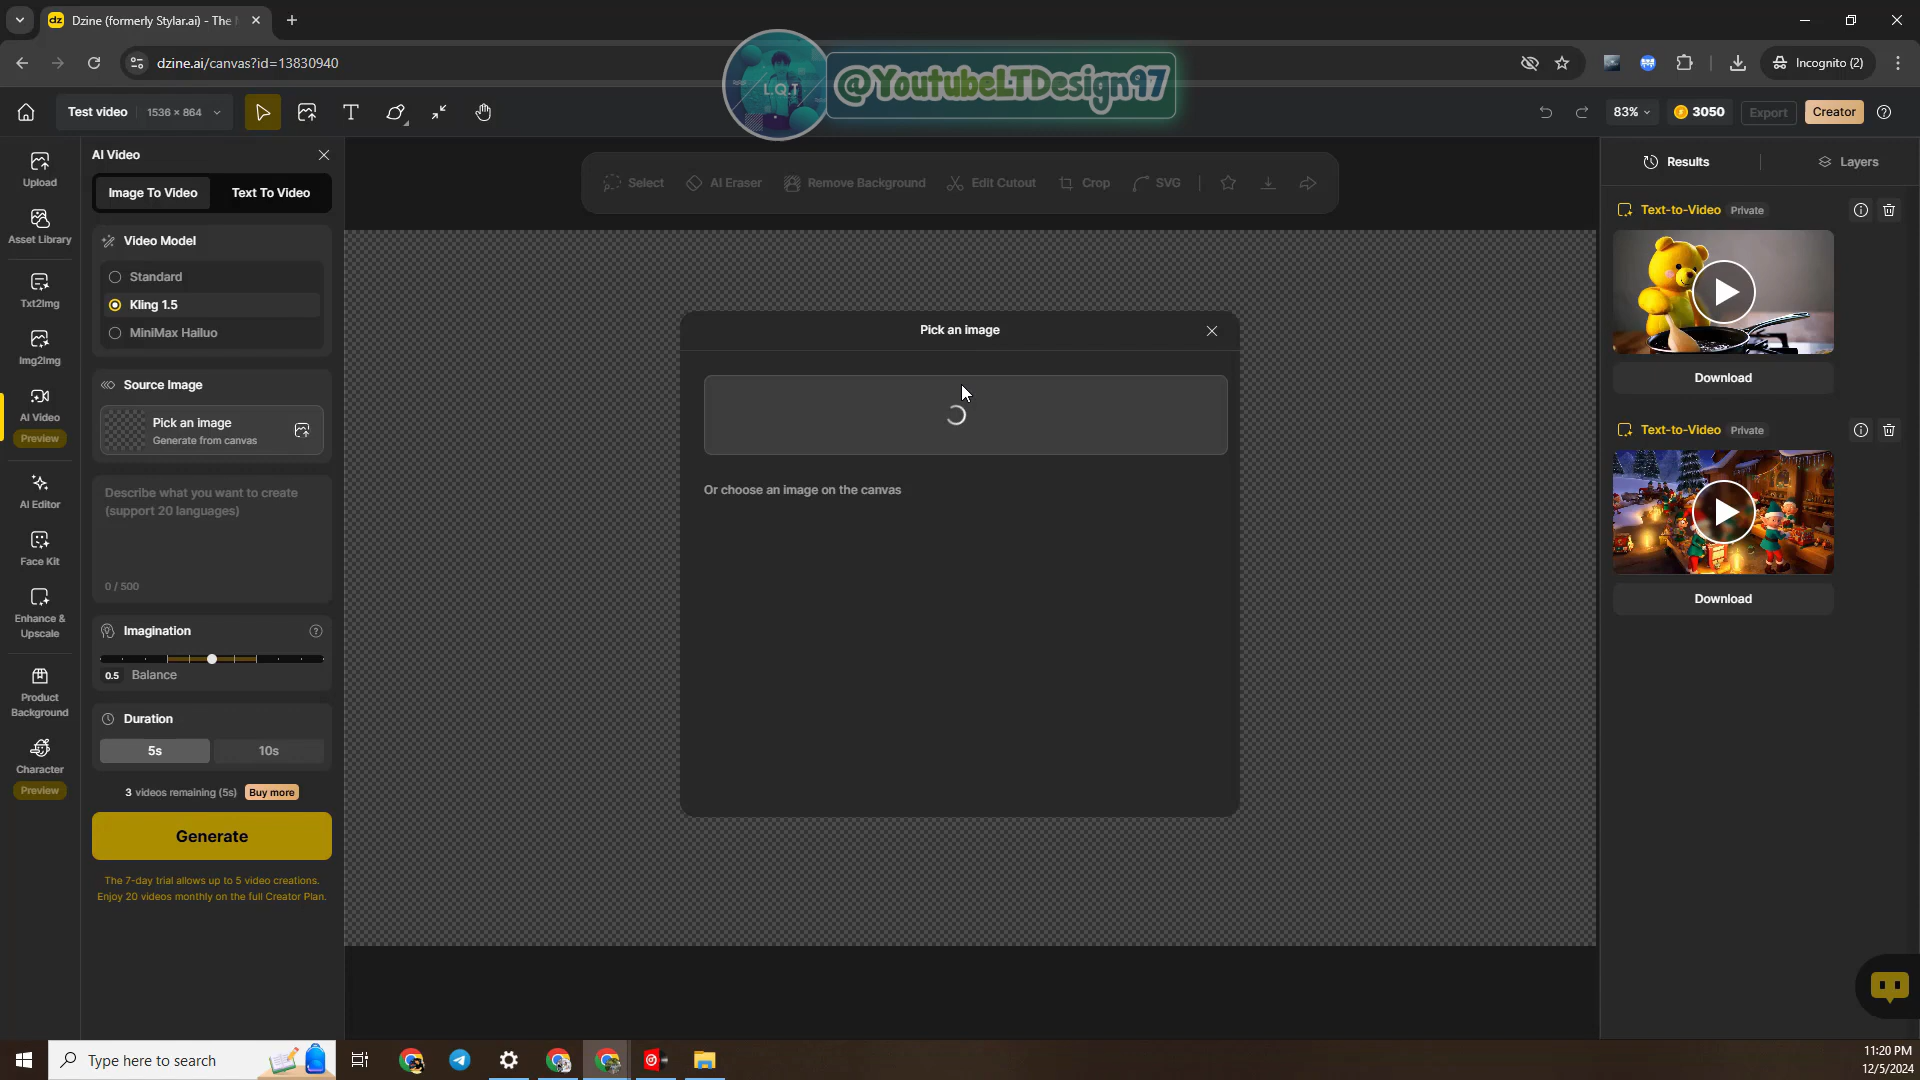 Dzine (formerly Stylar.ai) - The
dzine.ai/canvas?id=13830940
Incognito (2)
L.Q.T
@YoutubeLTDesign97
Test video
1536 × 864
83%
3050
Export
Creator
Upload
Asset Library
Txt2Img
Img2Img
AI Video
Preview
AI Editor
Face Kit
Enhance &
Upscale
Product
Background
Character
Preview
AI Video
Image To Video
Text To Video
Video Model
Standard
Kling 1.5
MiniMax Hailuo
Source Image
Pick an image
Generate from canvas
Describe what you want to create
(support 20 languages)
0 / 500
Imagination
0.5 Balance
Duration
5s
10s
3 videos remaining (5s)
Buy more
Generate
The 7-day trial allows up to 5 video creations.
Enjoy 20 videos monthly on the full Creator Plan.
Select
AI Eraser
Remove Background
Edit Cutout
Crop
SVG
Pick an image
Or choose an image on the canvas
Results
Layers
Text-to-Video Private
Download
Text-to-Video Private
Download
Type here to search
11:20 PM
12/5/2024